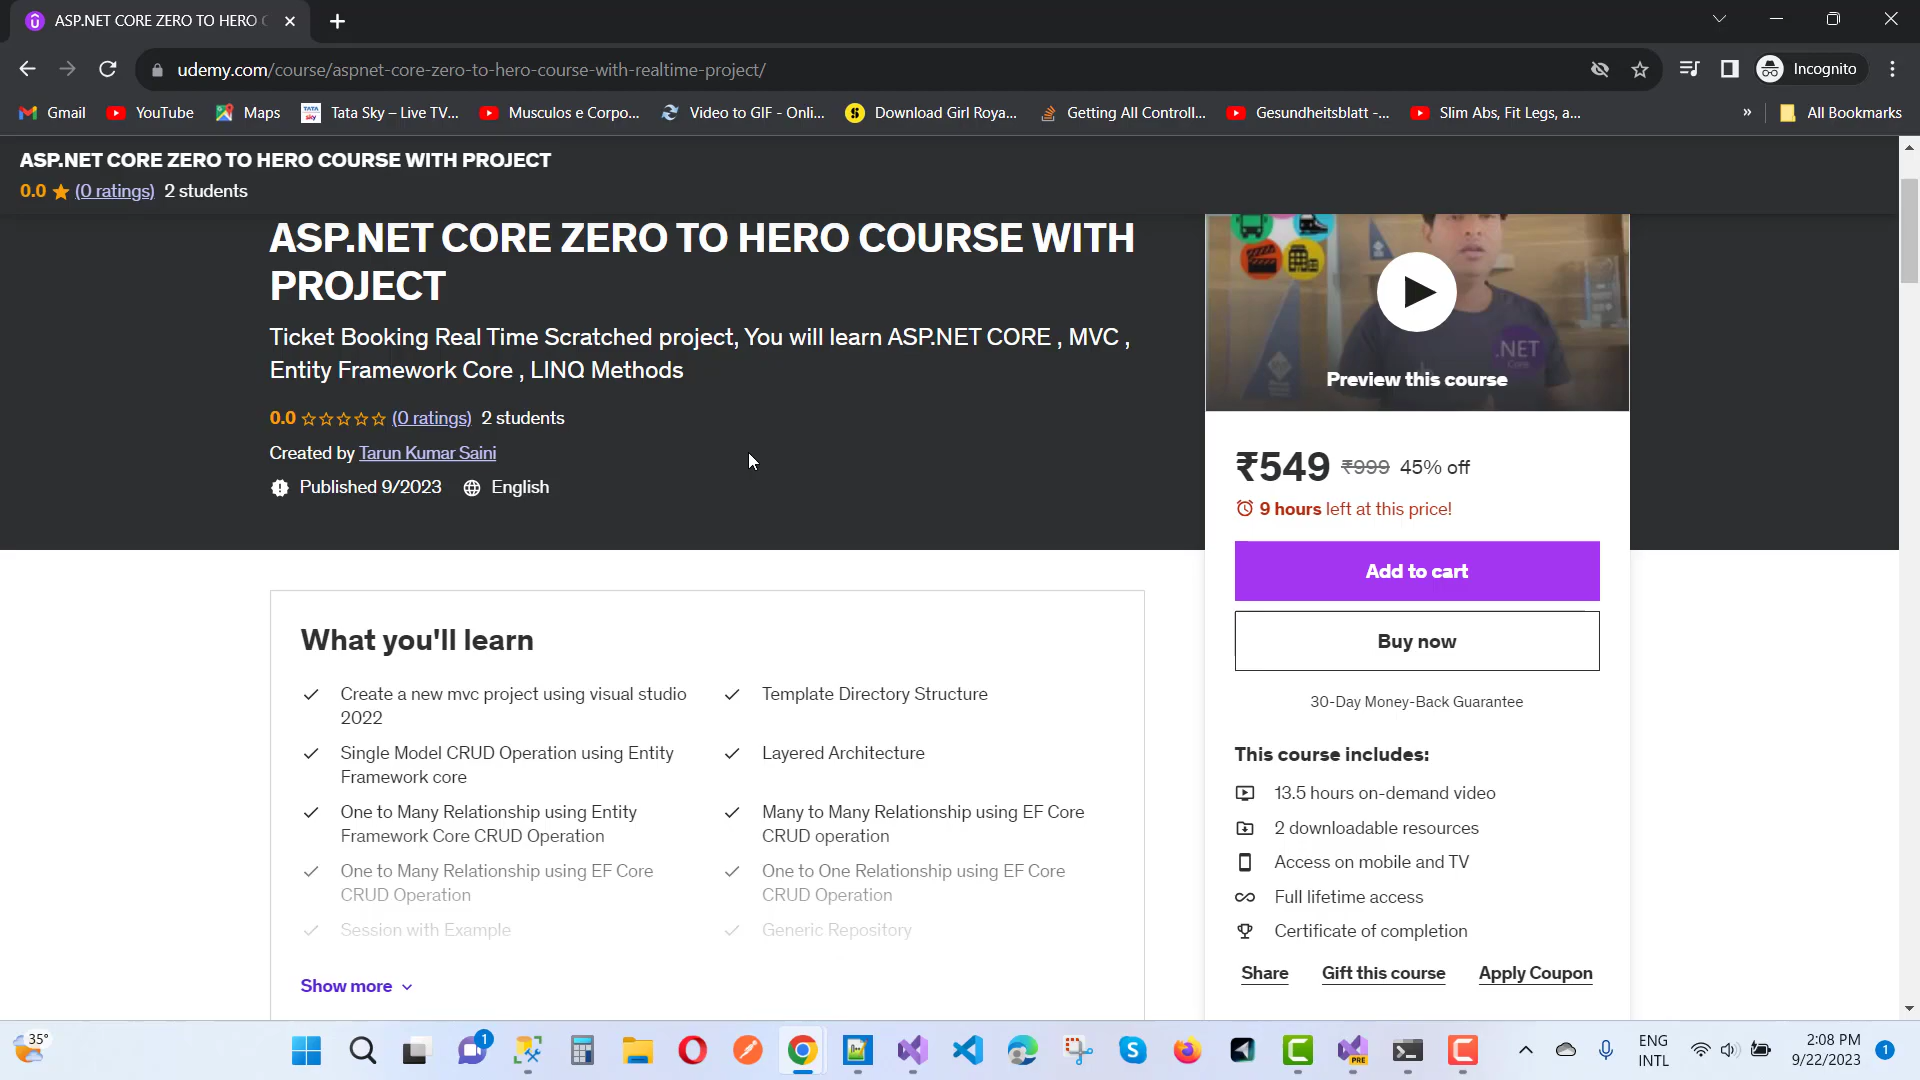 ASP.NET CORE ZERO TO HERO C
udemy.com/course/aspnet-core-zero-to-hero-course-with-realtime-project/
Incognito
Gmail
YouTube
Maps
Tata Sky – Live TV...
Musculos e Corpo...
Video to GIF - Onli...
Download Girl Roya...
Getting All Controll...
Gesundheitsblatt -...
Slim Abs, Fit Legs, a...
»
All Bookmarks
ASP.NET CORE ZERO TO HERO COURSE WITH PROJECT
0.0 (0 ratings) 2 students
ASP.NET CORE ZERO TO HERO COURSE WITH
PROJECT
Ticket Booking Real Time Scratched project, You will learn ASP.NET CORE , MVC ,
Entity Framework Core , LINQ Methods
0.0 (0 ratings) 2 students
Created by Tarun Kumar Saini
Published 9/2023 English
.NET
Core
Preview this course
₹549 ₹999 45% off
9 hours left at this price!
Add to cart
Buy now
30-Day Money-Back Guarantee
This course includes:
13.5 hours on-demand video
2 downloadable resources
Access on mobile and TV
Full lifetime access
Certificate of completion
Share
Gift this course
Apply Coupon
What you'll learn
Create a new mvc project using visual studio
2022
Template Directory Structure
Single Model CRUD Operation using Entity
Framework core
Layered Architecture
One to Many Relationship using Entity
Framework Core CRUD Operation
Many to Many Relationship using EF Core
CRUD operation
One to Many Relationship using EF Core
CRUD Operation
One to One Relationship using EF Core
CRUD Operation
Session with Example
Generic Repository
Show more
35°
1
PRE
ENG
INTL
2:08 PM
9/22/2023
1